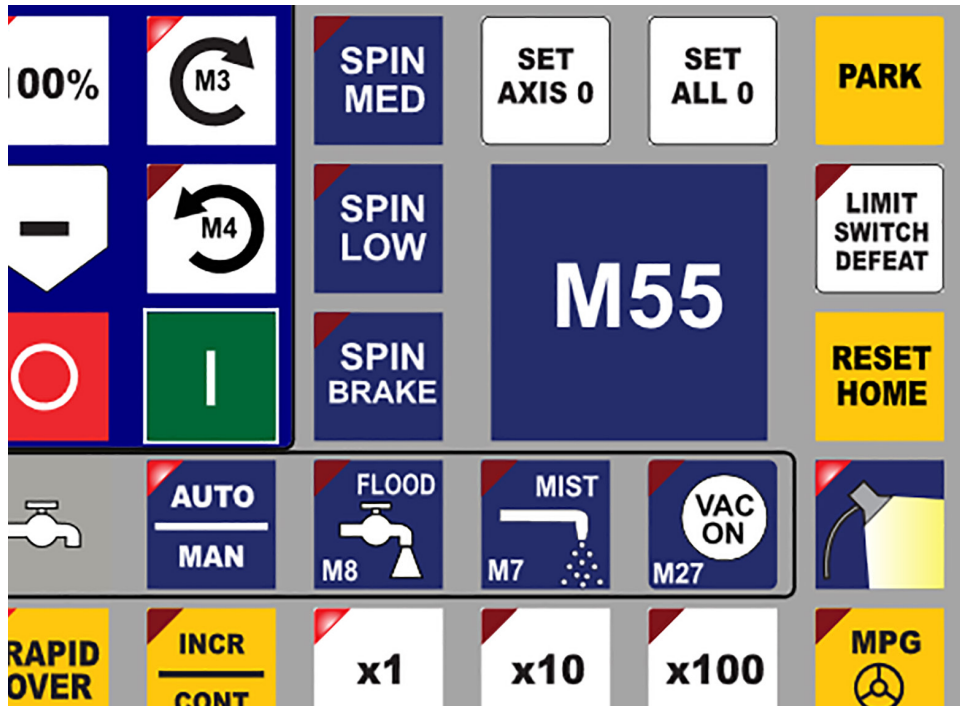 100%
M3
SPIN
MED
SET
AXIS 0
SET
ALL 0
PARK
M4
SPIN
LOW
M55
LIMIT
SWITCH
DEFEAT
SPIN
BRAKE
RESET
HOME
AUTO
MAN
FLOOD
M8
MIST
M7
VAC
ON
M27
RAPID
OVER
INCR
CONT
x1
x10
x100
MPG